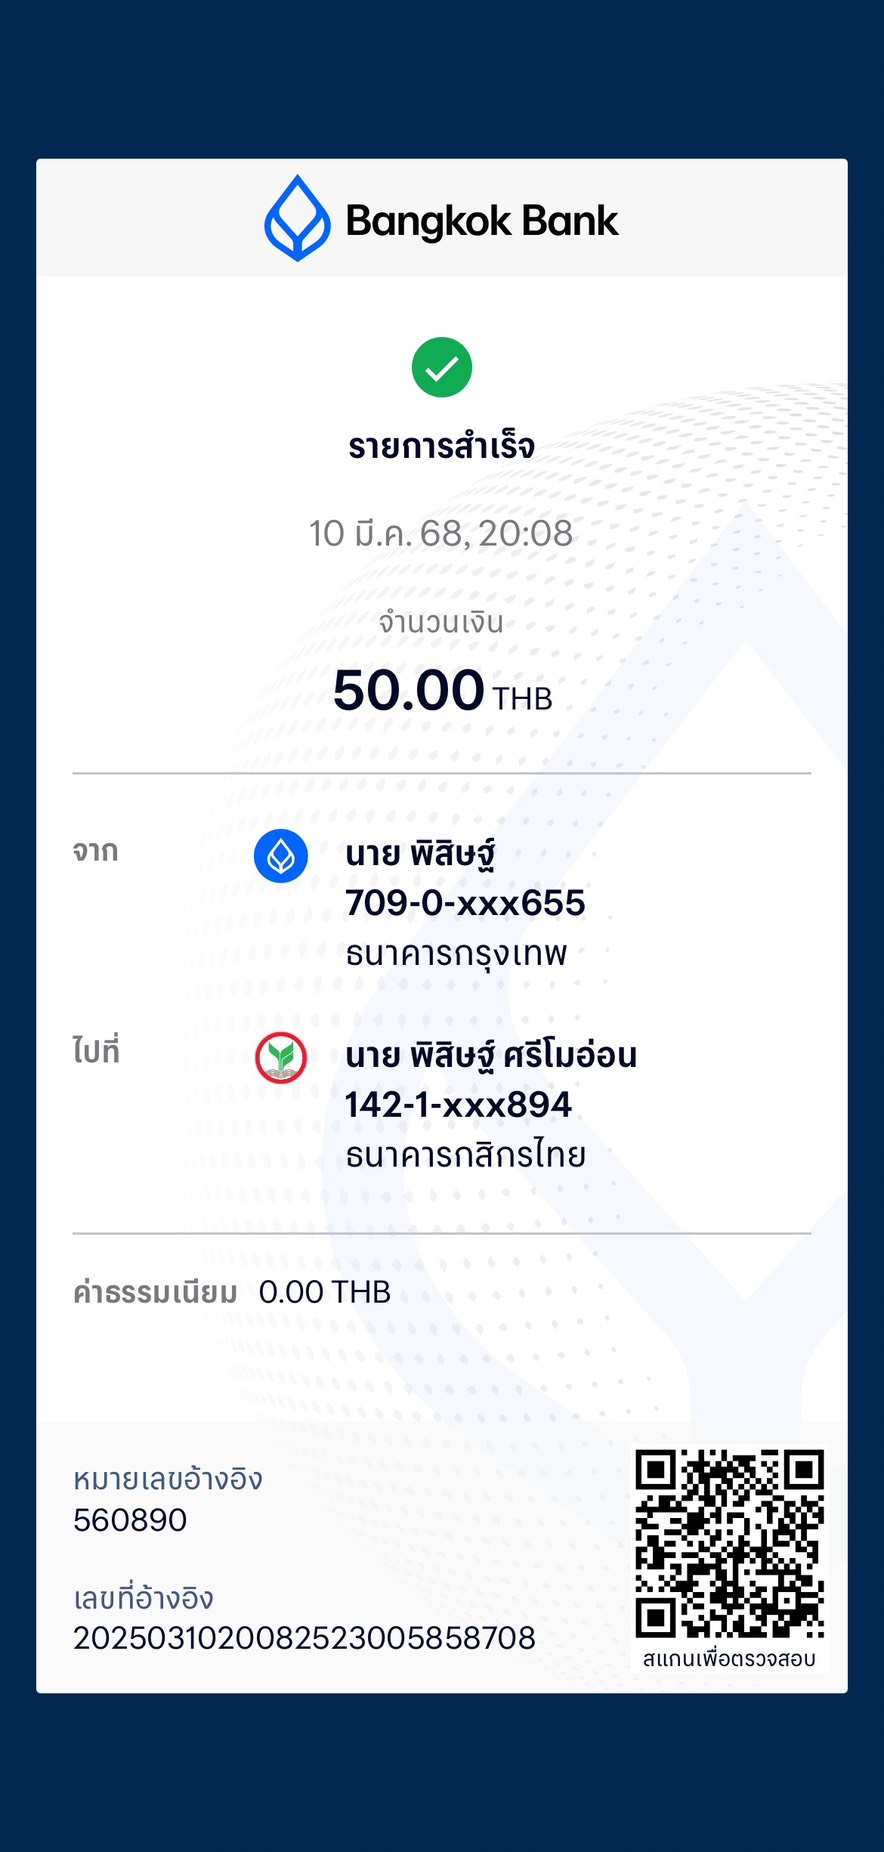 Bangkok Bank
รายการสำเร็จ
10 มี.ค. 68, 20:08
จำนวนเงิน
50.00 THB
จาก
นาย พิสิษฐ์
709-0-xxx655
ธนาคารกรุงเทพ
ไปที่
นาย พิสิษฐ์ ศรีโมอ่อน
142-1-xxx894
ธนาคารกสิกรไทย
ค่าธรรมเนียม 0.00 THB
หมายเลขอ้างอิง
560890
เลขที่อ้างอิง
2025031020082523005858708
สแกนเพื่อตรวจสอบ